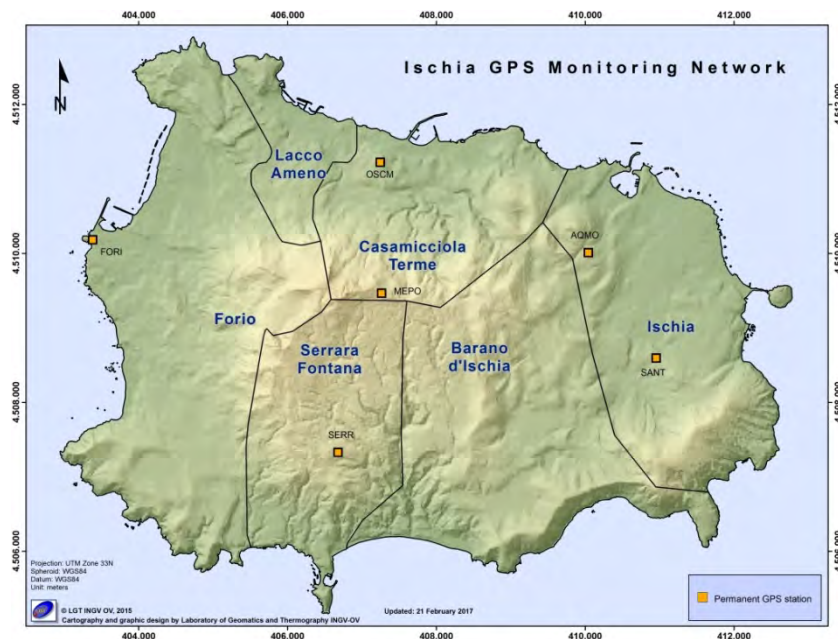 404.000 406.000 408.000 410.000 412.000
Ischia GPS Monitoring Network
N
4.512.000 4.512.000
Lacco
Ameno
OSCM
FORI
AQMO
4.510.000 4.510.000
Casamicciola
Terme
MEPO
Forio
Ischia
Serrara
Fontana
Barano
d'Ischia
SANT
4.508.000 4.508.000
SERR
4.506.000 4.506.000
Projection: UTM Zone 33N
Spheroid: WGS84
Datum: WGS84
Unit: meters
Permanent GPS station
© LGT INGV OV, 2015
Updated: 21 February 2017
Cartography and graphic design by Laboratory of Geomatics and Thermography INGV-OV
404.000 406.000 408.000 410.000 412.000